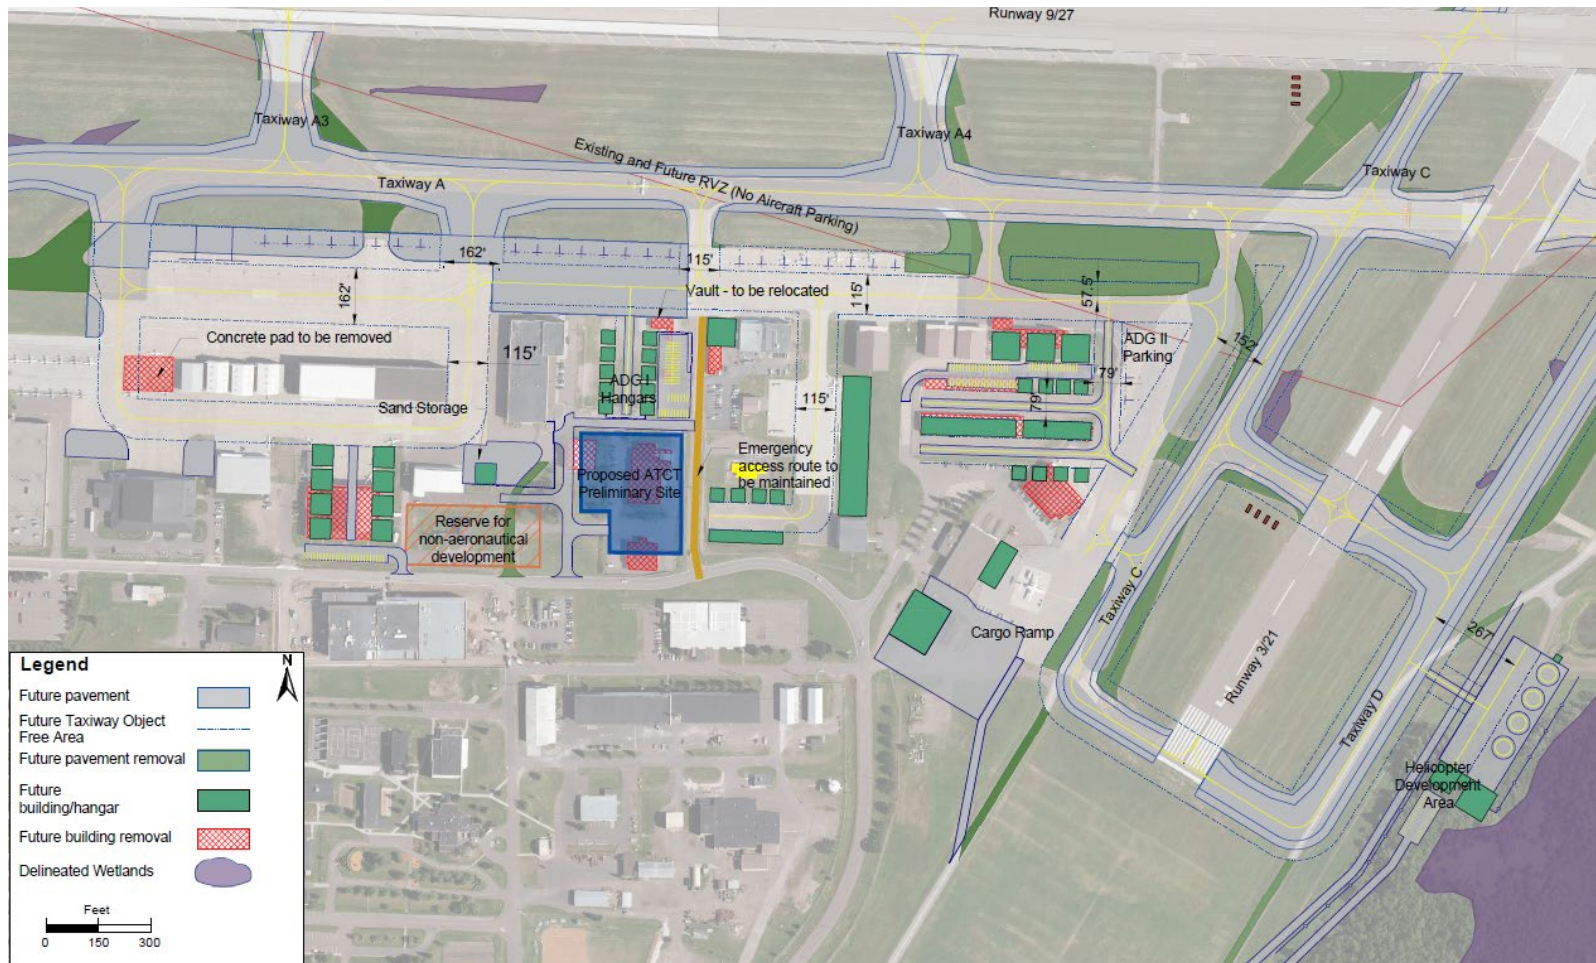 Runway 9/27
Taxiway A3
Taxiway A4
Existing and Future RVZ (No Aircraft Parking)
Taxiway C
Taxiway A
162'
115'
162'
Vault - to be relocated
115'
57.5'
Concrete pad to be removed
115'
152'
ADG II
Parking
ADG I
Hangars
79'
79'
115'
Sand Storage
Emergency
access route to
be maintained
Proposed ATCT
Preliminary Site
Reserve for
non-aeronautical
development
Taxiway C
Cargo Ramp
Runway 3/21
267'
Taxiway D
Helicopter
Development
Area
Legend
N
Future pavement
Future Taxiway Object
Free Area
Future pavement removal
Future
building/hangar
Future building removal
Delineated Wetlands
Feet
0 150 300